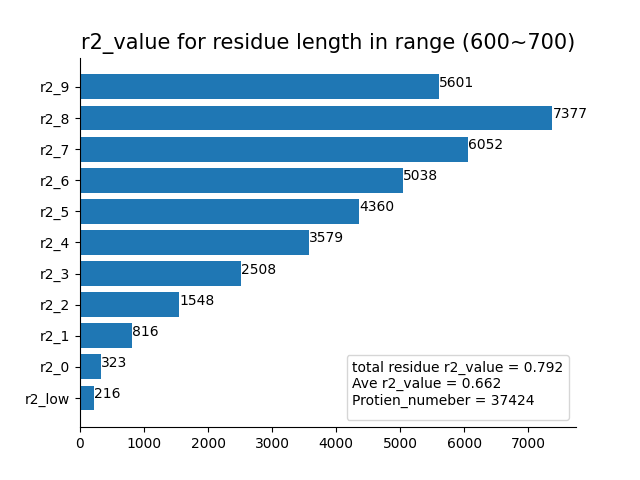 r2_value for residue length in range (600~700)
r2_9 5601
r2_8 7377
r2_7 6052
r2_6 5038
r2_5 4360
r2_4 3579
r2_3 2508
r2_2 1548
r2_1 816
r2_0 323
r2_low 216
total residue r2_value = 0.792
Ave r2_value = 0.662
Protien_numeber = 37424
0 1000 2000 3000 4000 5000 6000 7000